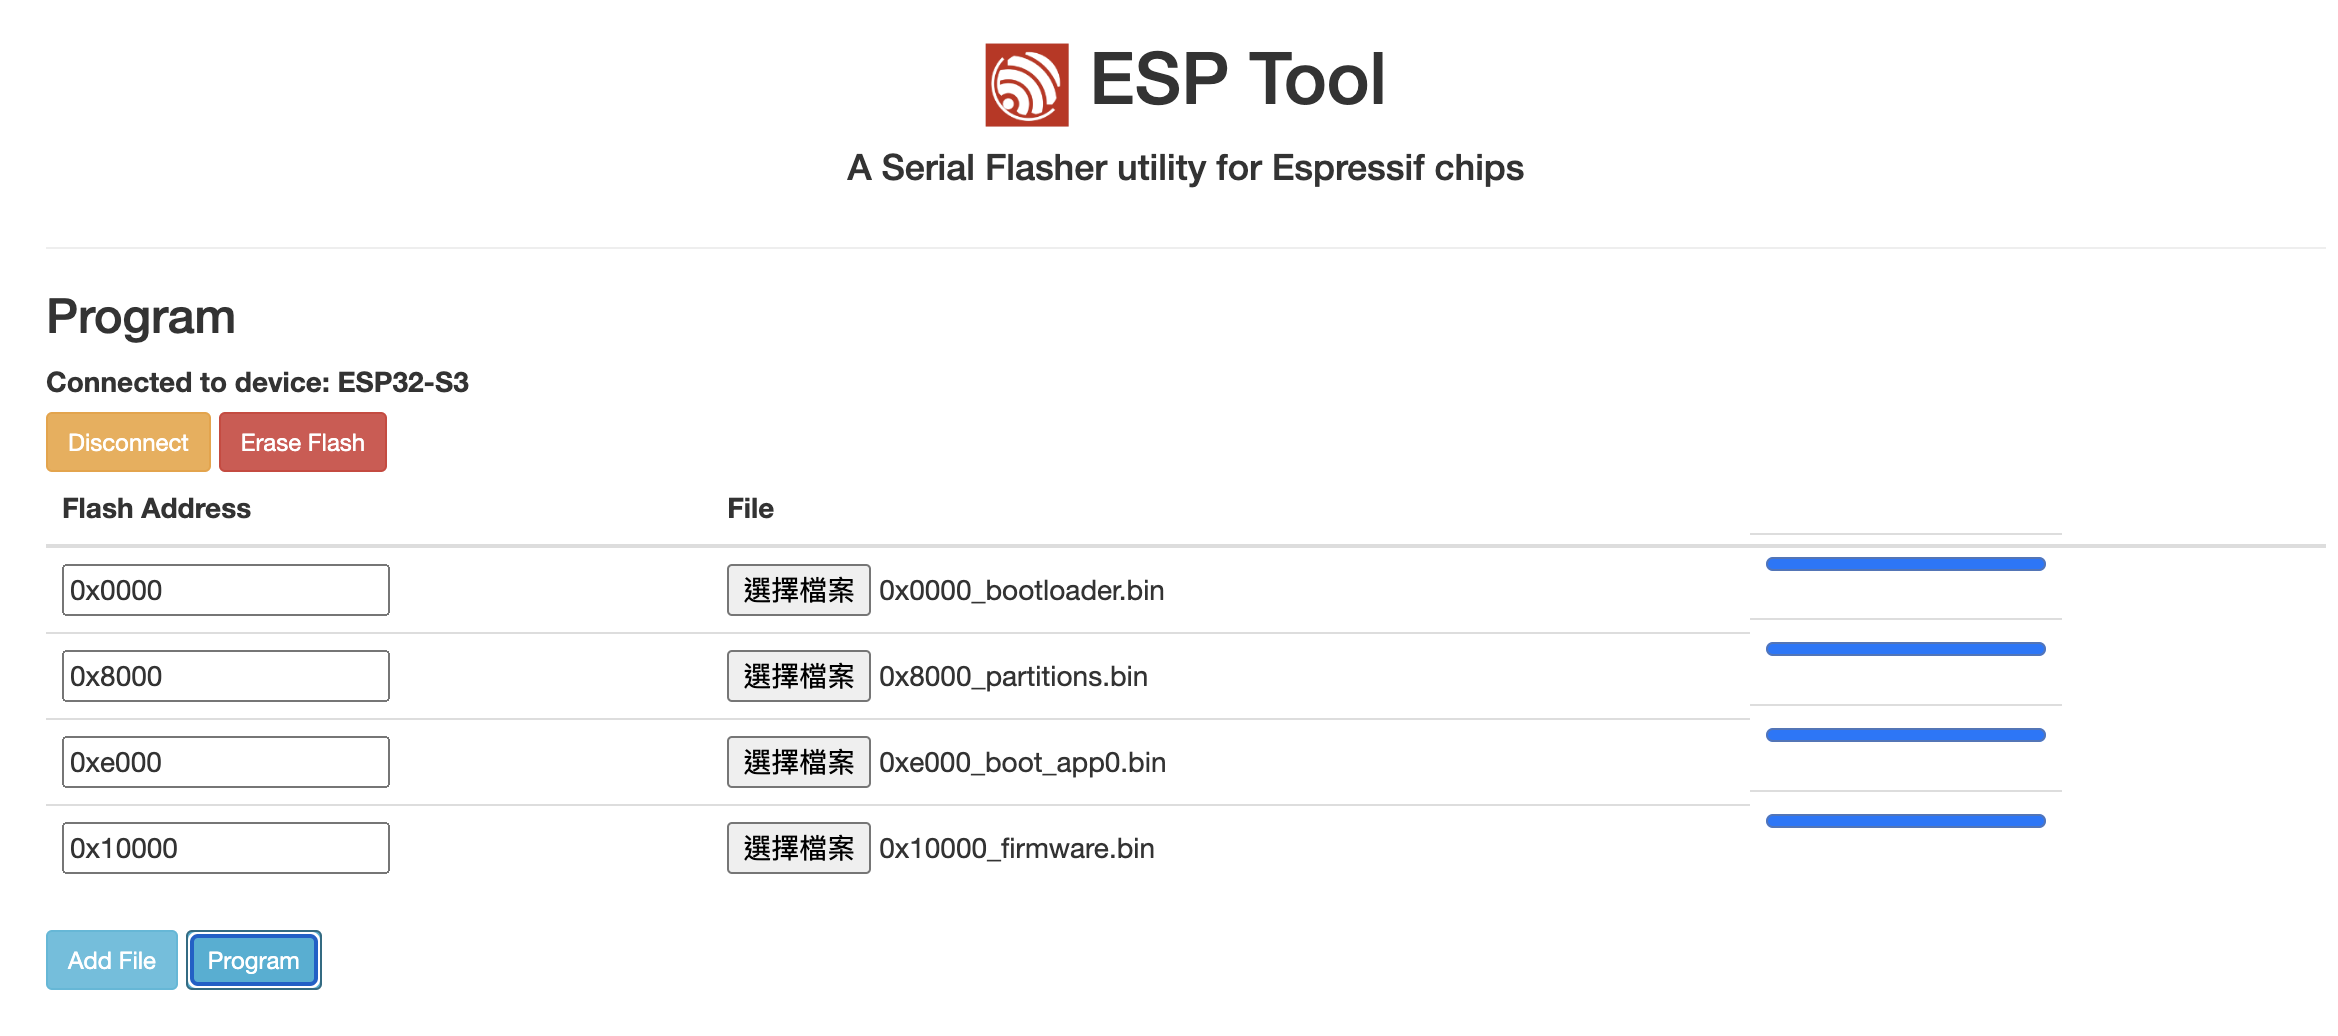 ESP Tool
A Serial Flasher utility for Espressif chips
Program
Connected to device: ESP32-S3
Disconnect Erase Flash
Flash Address File
0x0000 選擇檔案 0x0000_bootloader.bin
0x8000 選擇檔案 0x8000_partitions.bin
0xe000 選擇檔案 0xe000_boot_app0.bin
0x10000 選擇檔案 0x10000_firmware.bin
Add File Program